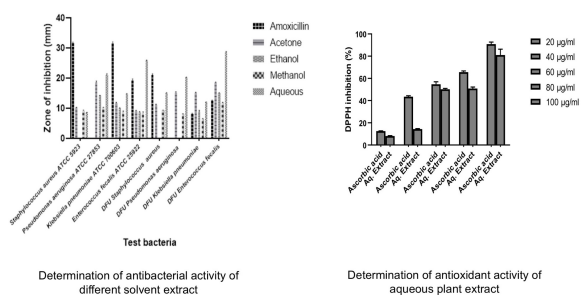 Zone of inhibition (mm)
40
30
20
10
0
Amoxicillin
Acetone
Ethanol
Methanol
Aqueous
Staphylococcus aureus ATCC 5923
Pseudomonas aeruginosa ATCC 27853
Klebsiella pneumoniae ATCC 700603
Enterococcus fecalis ATCC 25922
DFU Staphylococcus aureus
DFU Pseudomonas aeruginosa
DFU Klebsiella pneumoniae
DFU Enterococcus fecalis
Test bacteria
Determination of antibacterial activity of
different solvent extract
DPPH inhibition (%)
100
80
60
40
20
0
20 µg/ml
40 µg/ml
60 µg/ml
80 µg/ml
100 µg/ml
Ascorbic acid
Aq. Extract
Ascorbic acid
Aq. Extract
Ascorbic acid
Aq. Extract
Ascorbic acid
Aq. Extract
Ascorbic acid
Aq. Extract
Determination of antioxidant activity of
aqueous plant extract